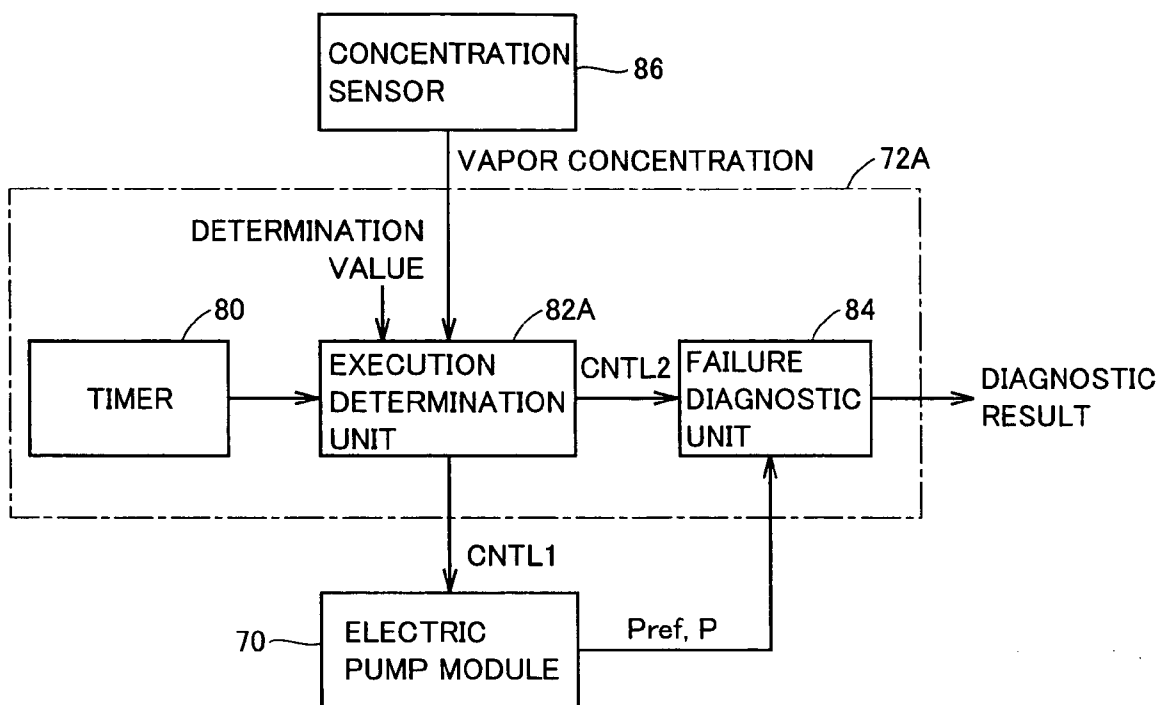 CONCENTRATION
SENSOR
86
VAPOR CONCENTRATION
72A
DETERMINATION
VALUE
80
82A
84
TIMER
EXECUTION
DETERMINATION
UNIT
CNTL2
FAILURE
DIAGNOSTIC
UNIT
DIAGNOSTIC
RESULT
CNTL1
70
ELECTRIC
PUMP MODULE
Pref, P